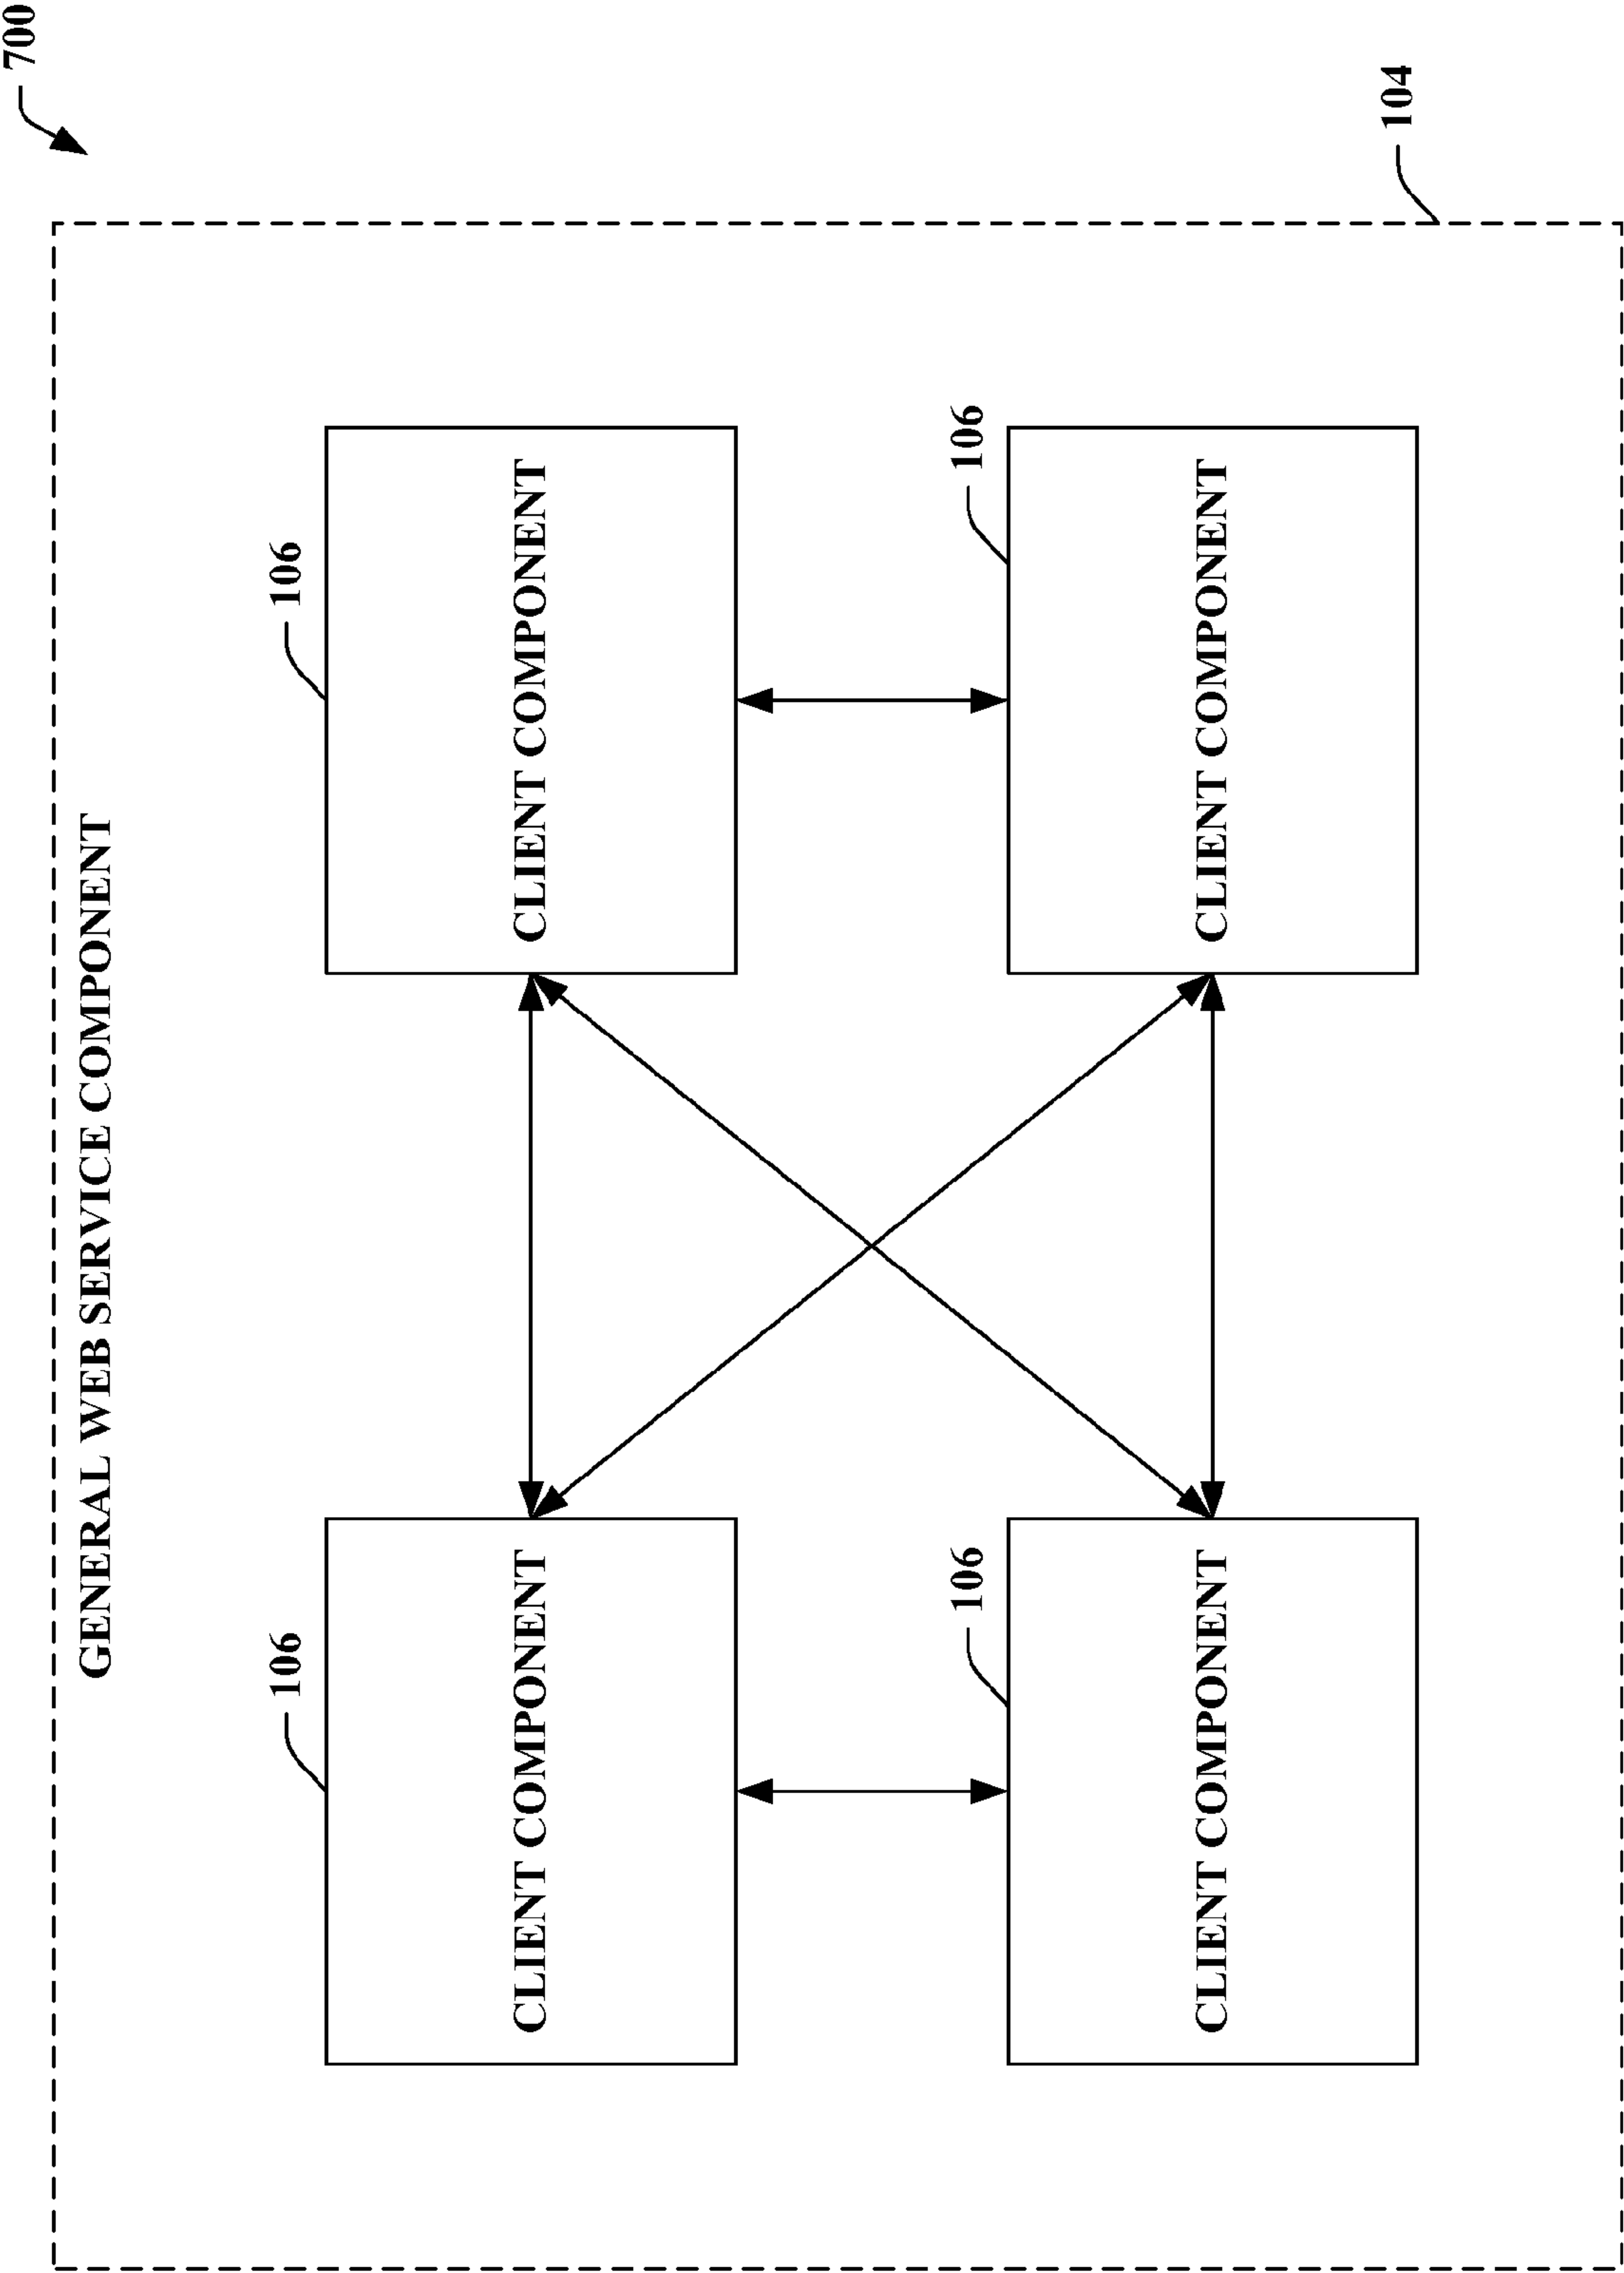 700
GENERAL WEB SERVICE COMPONENT
106
106
CLIENT COMPONENT
CLIENT COMPONENT
106
106
CLIENT COMPONENT
CLIENT COMPONENT
104